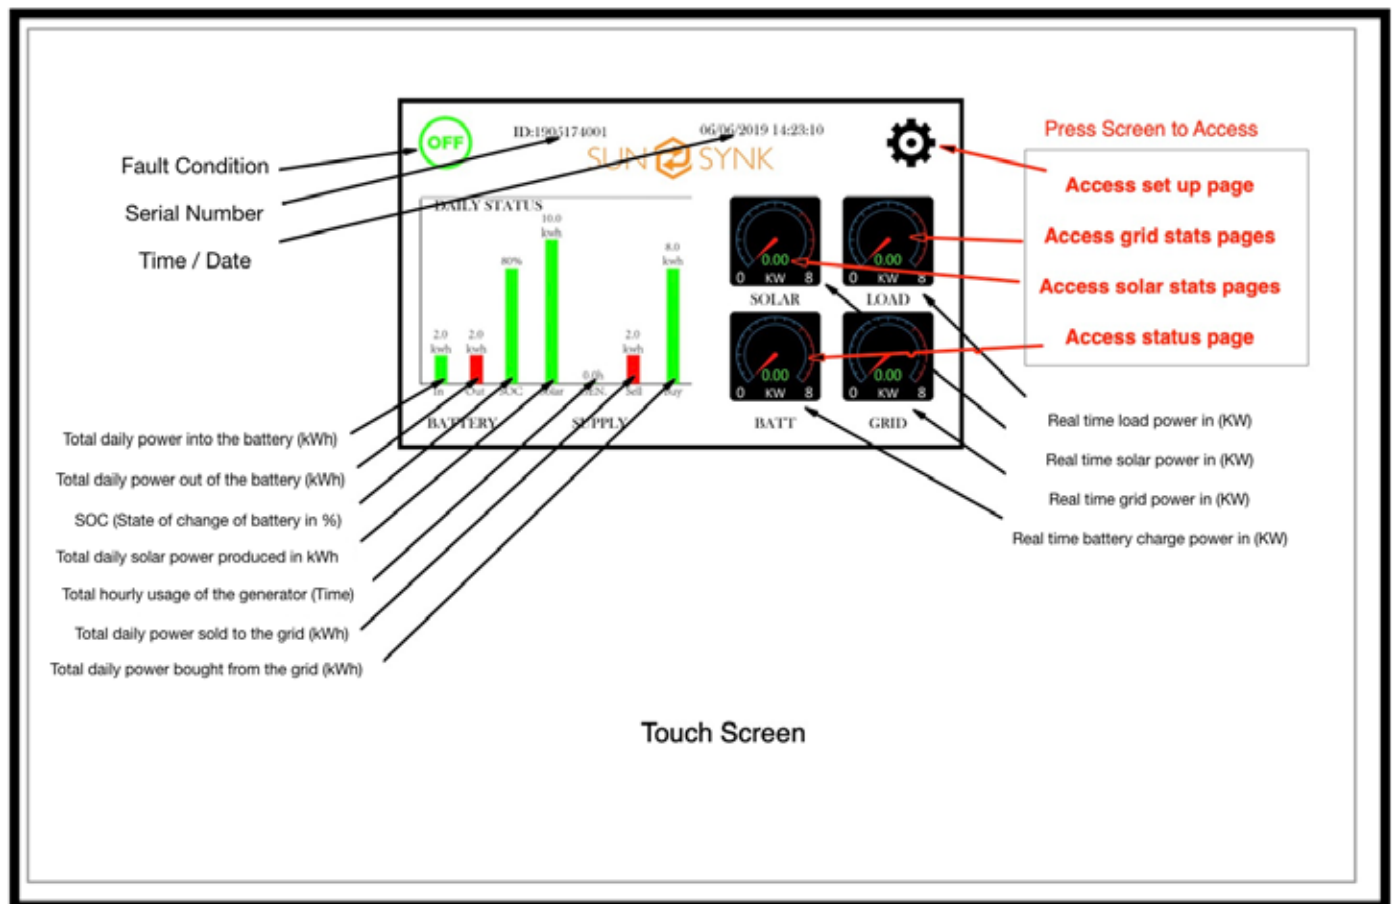 Fault Condition
Serial Number
Time / Date
OFF
ID:1905174001
06/06/2019 14:23:10
SUN SYNK
DAILY STATUS
2.0
kwh
2.0
kwh
80%
10.0
kwh
0.0h
2.0
kwh
8.0
kwh
In
Out
SOC
Solar
GEN.
Sell
Buy
BATTERY
SUPPLY
0.00
0 KW 8
SOLAR
0.00
0 KW 8
LOAD
0.00
0 KW 8
BATT
0.00
0 KW 8
GRID
Press Screen to Access
Access set up page
Access grid stats pages
Access solar stats pages
Access status page
Total daily power into the battery (kWh)
Total daily power out of the battery (kWh)
SOC (State of change of battery in %)
Total daily solar power produced in kWh
Total hourly usage of the generator (Time)
Total daily power sold to the grid (kWh)
Total daily power bought from the grid (kWh)
Real time load power in (KW)
Real time solar power in (KW)
Real time grid power in (KW)
Real time battery charge power in (KW)
Touch Screen